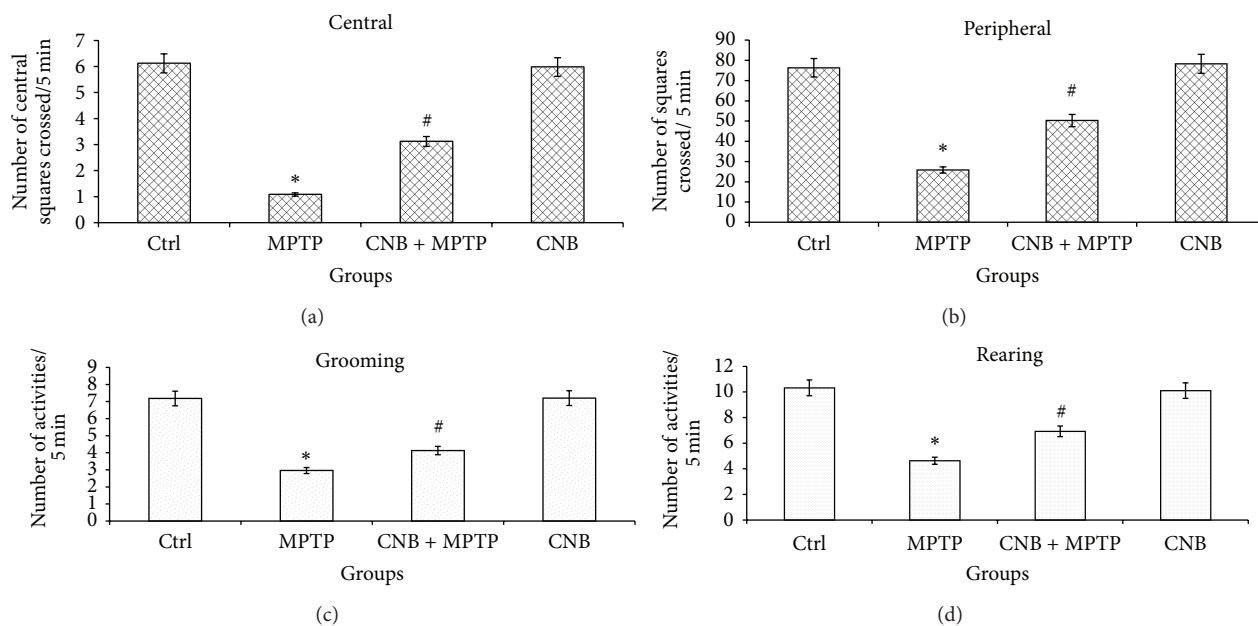 Central
Number of central
squares crossed/5 min
7
6
5
4
3
2
1
0
*
#
Ctrl MPTP CNB + MPTP CNB
Groups
(a)
Peripheral
Number of squares
crossed/ 5 min
90
80
70
60
50
40
30
20
10
0
*
#
Ctrl MPTP CNB + MPTP CNB
Groups
(b)
Grooming
Number of activities/
5 min
9
8
7
6
5
4
3
2
1
0
*
#
Ctrl MPTP CNB + MPTP CNB
Groups
(c)
Rearing
Number of activities/
5 min
12
10
8
6
4
2
0
*
#
Ctrl MPTP CNB + MPTP CNB
Groups
(d)